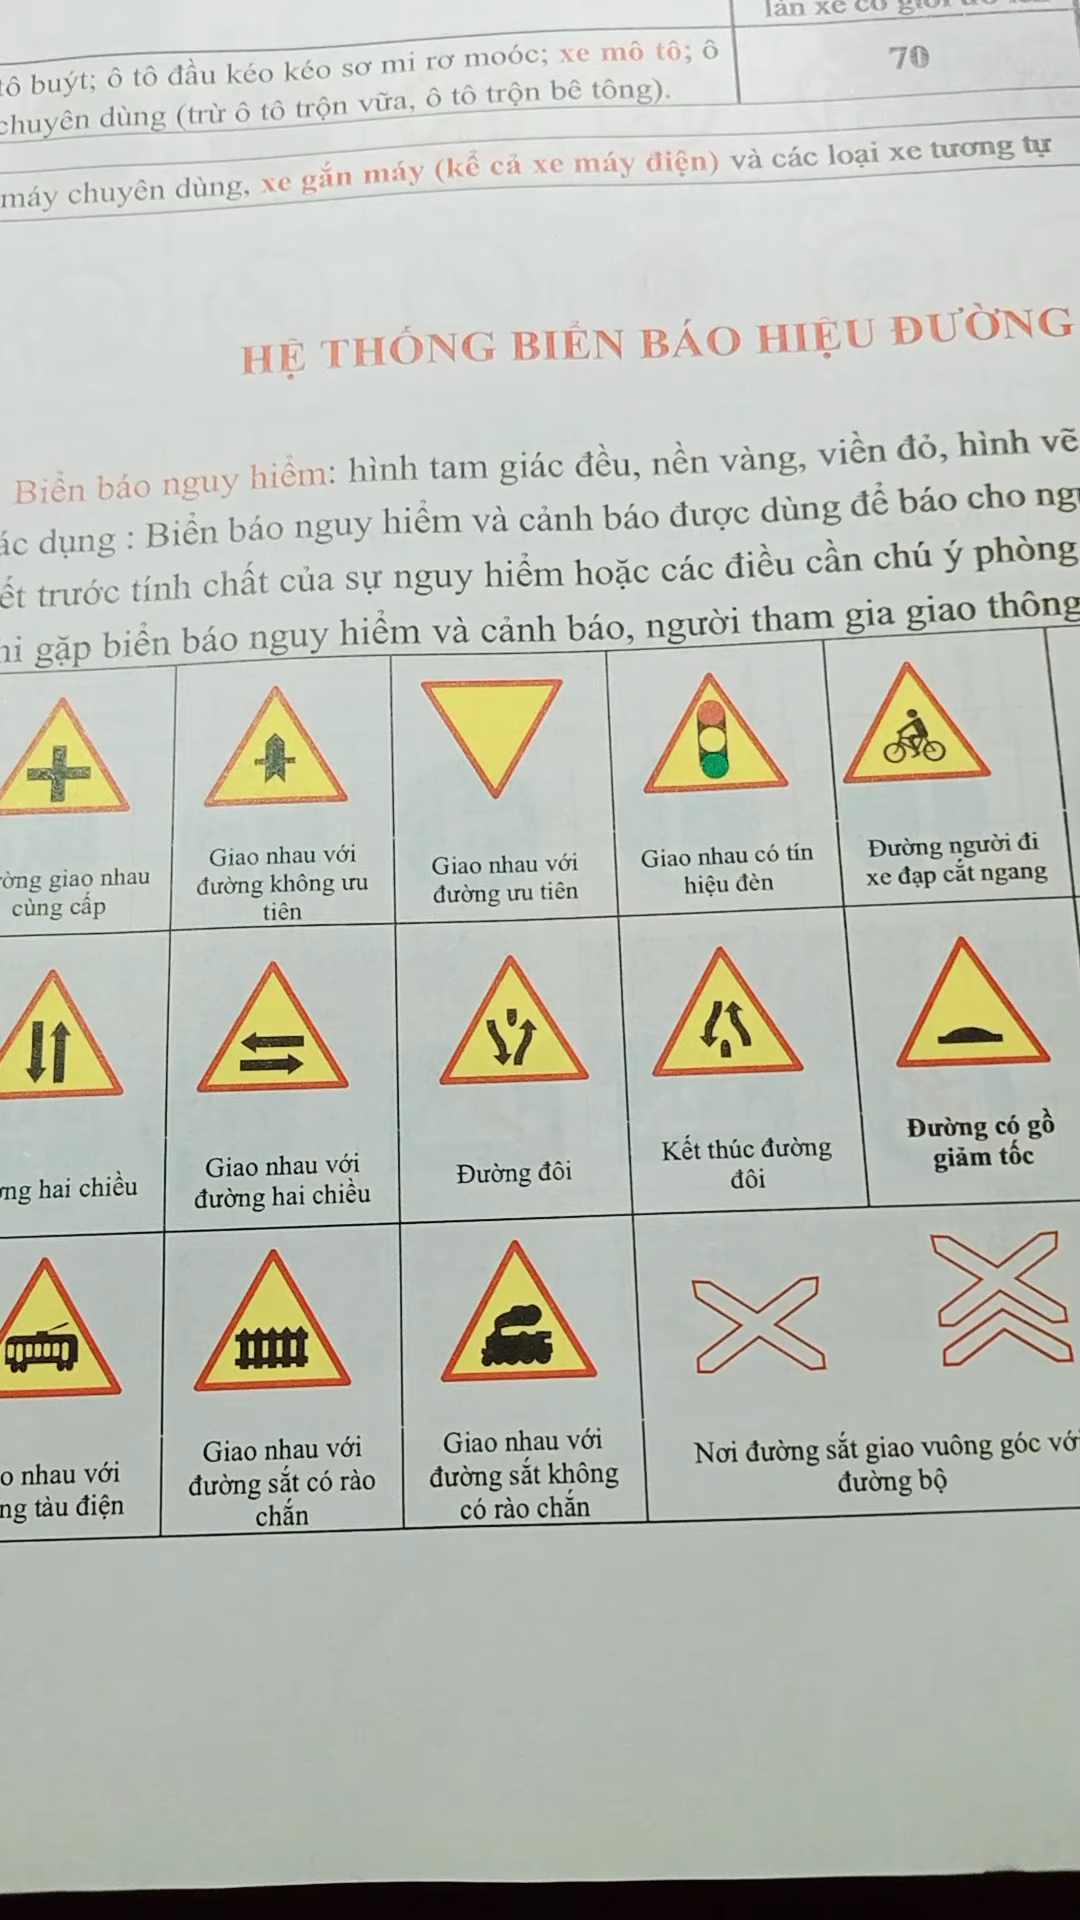 làn xe cơ giới
tô buýt; ô tô đầu kéo kéo sơ mi rơ moóc; xe mô tô; ô
chuyên dùng (trừ ô tô trộn vữa, ô tô trộn bê tông).
70
máy chuyên dùng, xe gắn máy (kể cả xe máy điện) và các loại xe tương tự
HỆ THỐNG BIỂN BÁO HIỆU ĐƯỜNG
Biển báo nguy hiểm: hình tam giác đều, nền vàng, viền đỏ, hình vẽ
ác dụng : Biển báo nguy hiểm và cảnh báo được dùng để báo cho
ết trước tính chất của sự nguy hiểm hoặc các điều cần chú ý phòng
hi gặp biển báo nguy hiểm và cảnh báo, người tham gia giao thông
ờng giao nhau
cùng cấp
Giao nhau với
đường không ưu
tiên
Giao nhau với
đường ưu tiên
Giao nhau có tín
hiệu đèn
Đường người đi
xe đạp cắt ngang
ng hai chiều
Giao nhau với
đường hai chiều
Đường đôi
Kết thúc đường
đôi
Đường có gồ
giảm tốc
o nhau với
ng tàu điện
Giao nhau với
đường sắt có rào
chắn
Giao nhau với
đường sắt không
có rào chắn
Nơi đường sắt giao vuông góc với
đường bộ